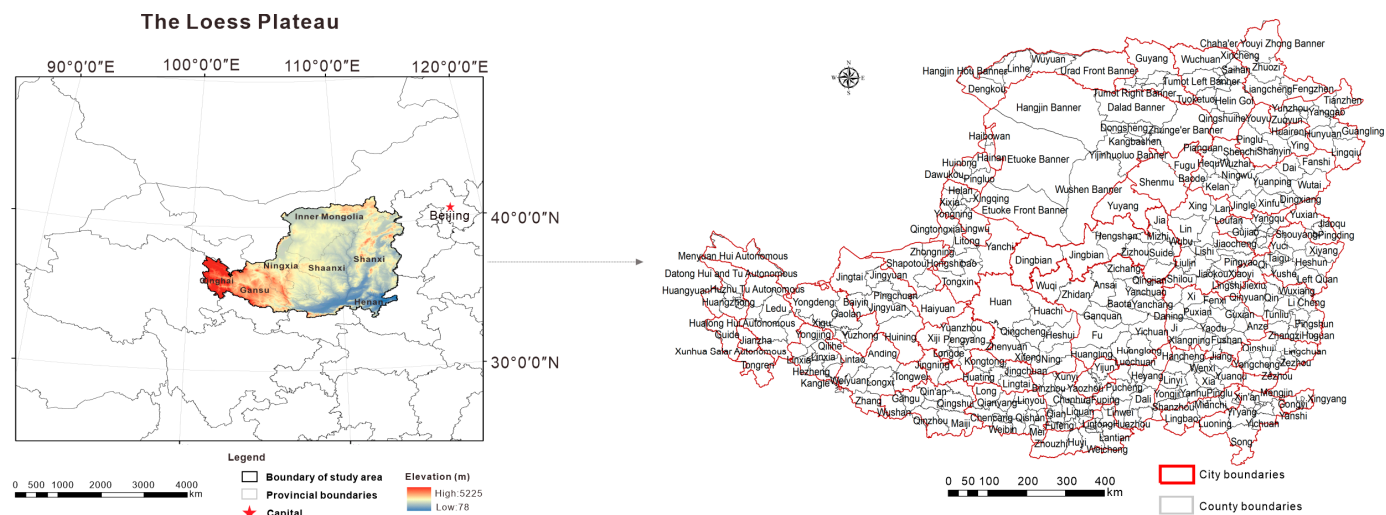 The Loess Plateau
90°0'0"E 100°0'0"E 110°0'0"E 120°0'0"E
Beijing
40°0'0"N
30°0'0"N
Inner Mongolia
Ningxia
Shaanxi
Shanxi
Qinghai
Gansu
Henan
Legend
Boundary of study area
Provincial boundaries
Capital
Elevation (m)
High:5225
Low:78
0 500 1000 2000 3000 4000
km
N
W E
S
Chaha'er Youyi Zhong Banner
Wuyuan
Guyang
Wuchuan
Xincheng
Hangjin Hou Banner
Linhe
Urad Front Banner
Saihan
Zhuozi
Dengkou
Tumot Left Banner
Liangcheng
Fengzhen
Tumot Right Banner
Tuoketuo
Helin Gol
Tianzhen
Hangjin Banner
Dalad Banner
Yunzhou
Yanggao
Qingshuihe
Youyu
Zuoyun
Dongsheng
Zhunge'er Banner
Huairen
Hunyuan
Guangling
Haibowan
Kangbashen
Pinglu
Ying
Hainan
Etuoke Banner
Yijinhuoluo Banner
Pianguan
Shenchi
Shanyin
Lingqiu
Huinong
Fugu
Hequ
Wuzhai
Dai
Fanshi
Dawukou
Pingluo
Shenmu
Baode
Ningwu
Helan
Wushen Banner
Kelan
Yuanping
Wutai
Xixia
Xingqing
Yongning
Etuoke Front Banner
Yuyang
Xing
Lan
Jingle
Xinfu
Dingxiang
Qingtongxia
Lingwu
Jia
Loufan
Yangqu
Yuxian
Litong
Lin
Gujiao
Shouyang
Jiaoqu
Pingding
Yanchi
Hengshan
Mizhi
Wubu
Jiaocheng
Yuci
Menyuan Hui Autonomous
Zhongning
Shapotou
Hongsibao
Dingbian
Jingbian
Zizhou
Suide
Lishi
Xiyang
Datong Hui and Tu Autonomous
Jingtai
Jingyuan
Tongxin
Zichang
Liulin
Pingyao
Taigu
Heshun
Huangyuan
Huzhu Tu Autonomous
Wuqi
Qingjian
Shilou
Jiaokou
Xiaoyi
Yushe
Left Quan
Huangzhong
Yongdeng
Baiyin
Pingchuan
Huan
Zhidan
Ansai
Yanchuan
Lingshi
Jiexiu
Wuxiang
Ledu
Gaolan
Jingyuan
Haiyuan
Huachi
Baota
Yanchang
Xi
Fenxi
Qinyuan
Qin
Li Cheng
Hualong Hui Autonomous
Xigu
Yuanzhou
Ganquan
Daning
Puxian
Guxian
Tunliu
Guide
Yongjing
Yuzhong
Huining
Qingcheng
Yichuan
Ji
Yaodu
Anze
Pingshun
Jianzha
Qilihe
Xiji
Pengyang
Zhenyuan
Heshui
Fu
Xiangning
Fushan
Zhangzi
Huguan
Xunhua Salar Autonomous
Linxia
Linxia
Lintao
Anding
Longde
Xifeng
Ning
Huangling
Huanglong
Hancheng
Jiang
Qinshui
Lingchuan
Tongren
Hezheng
Jingning
Kongtong
Jingchuan
Luochuan
Wenxi
Yangcheng
Zezhou
Kangle
Weiyuan
Longxi
Tongwei
Huating
Lingtai
Xunyi
Yijun
Heyang
Linyi
Xia
Yuanqu
Zezhou
Zhang
Gangu
Qin'an
Long
Binzhou
Yaozhou
Pucheng
Yongji
Yanhu
Pinglu
Wushan
Qingshui
Qianyang
Linyou
Chunhua
Fuping
Dali
Shanzhou
Mianchi
Xin'an
Mangjin
Gongyi
Xingyang
Qinzhou
Maiji
Chencang
Qishan
Qian
Liquan
Linwei
Lingbao
Yiyang
Yanshi
Weibin
Mei
Fufeng
Lintong
Huazhou
Luoning
Yichuan
Zhouzhi
Huyi
Lantian
Weicheng
Song
0 50 100 200 300 400
km
City boundaries
County boundaries